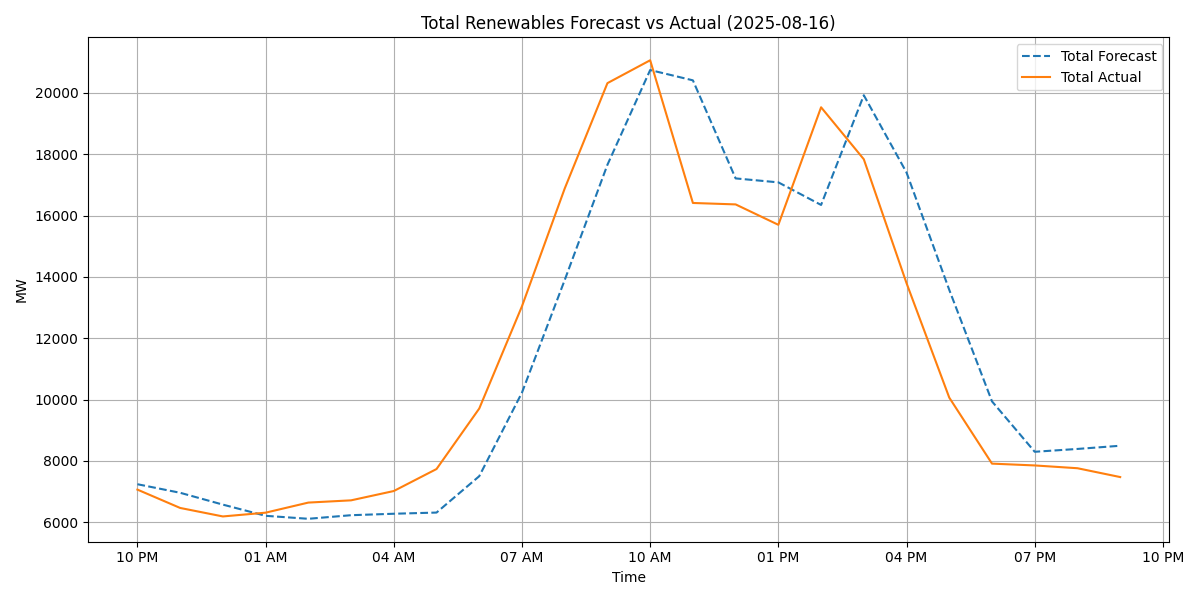 Total Renewables Forecast vs Actual (2025-08-16)
Total Forecast
Total Actual
20000
18000
16000
14000
12000
10000
8000
6000
MW
10 PM 01 AM 04 AM 07 AM 10 AM 01 PM 04 PM 07 PM 10 PM
Time